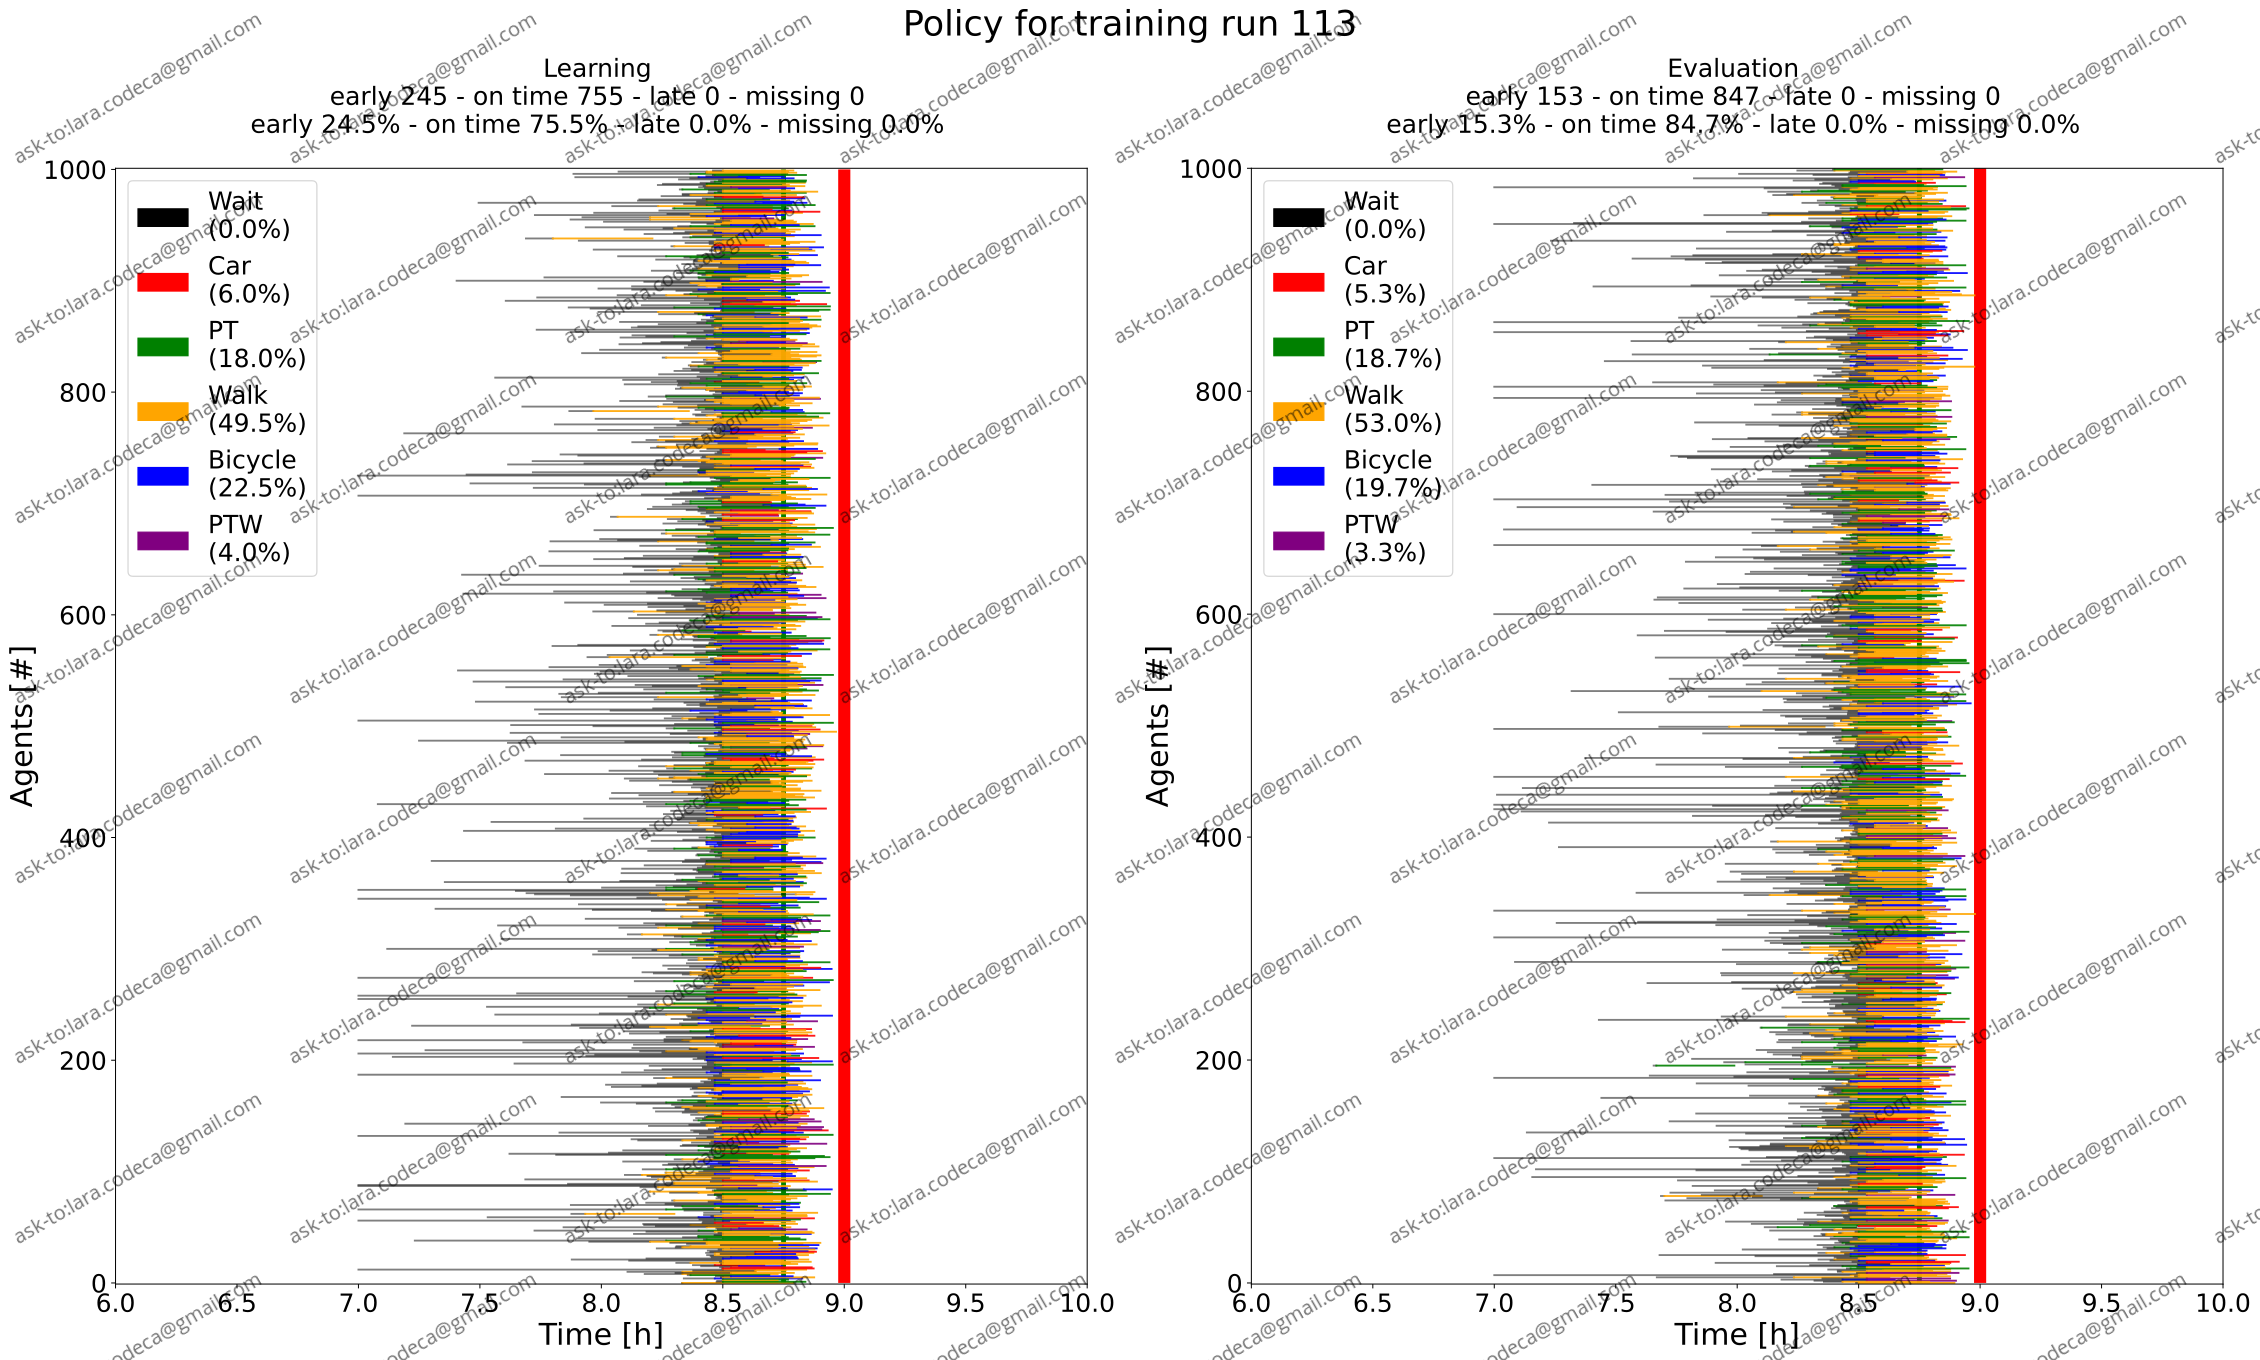 Policy for training run 113
Learning
early 245 - on time 755 - late 0 - missing 0
early 24.5% - on time 75.5% - late 0.0% - missing 0.0%
Evaluation
early 153 - on time 847 - late 0 - missing 0
early 15.3% - on time 84.7% - late 0.0% - missing 0.0%
Agents [#]
1000
800
600
400
200
0
Wait
(0.0%)
Car
(6.0%)
PT
(18.0%)
Walk
(49.5%)
Bicycle
(22.5%)
PTW
(4.0%)
6.0 6.5 7.0 7.5 8.0 8.5 9.0 9.5 10.0
Time [h]
Agents [#]
1000
800
600
400
200
0
Wait
(0.0%)
Car
(5.3%)
PT
(18.7%)
Walk
(53.0%)
Bicycle
(19.7%)
PTW
(3.3%)
6.0 6.5 7.0 7.5 8.0 8.5 9.0 9.5 10.0
Time [h]
ask-to:lara.codeca@gmail.com